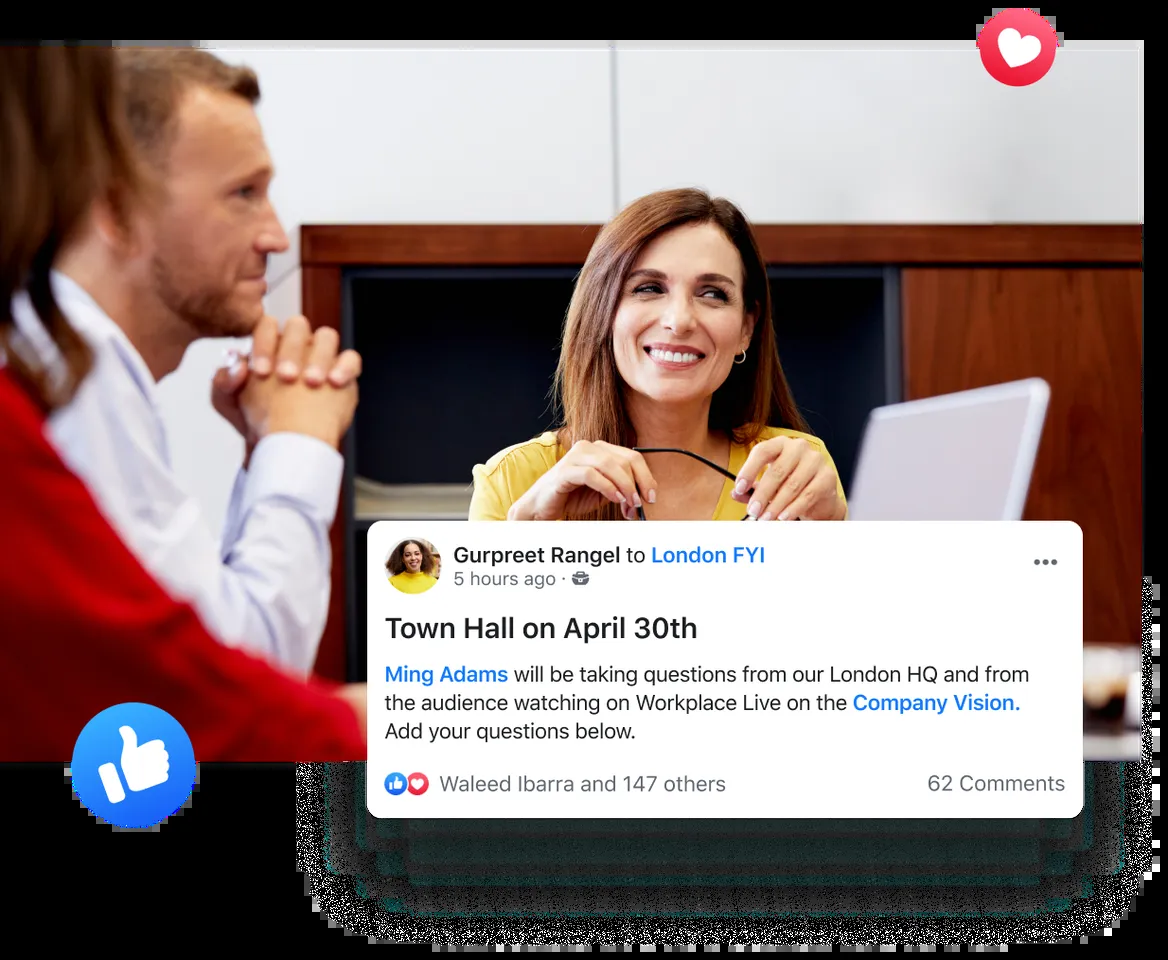 Gurpreet Rangel to London FYI
5 hours ago ·
Town Hall on April 30th
Ming Adams will be taking questions from our London HQ and from
the audience watching on Workplace Live on the Company Vision.
Add your questions below.
Waleed Ibarra and 147 others
62 Comments